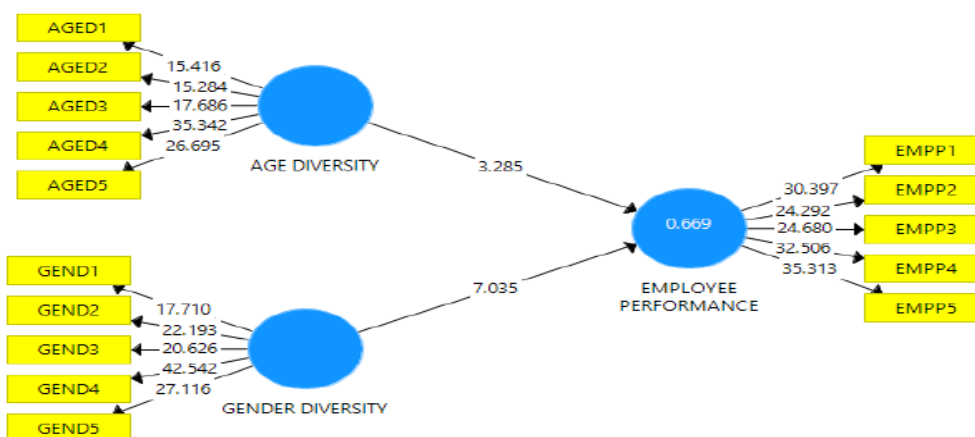 AGED1
15.416
AGED2
15.284
AGED3
17.686
AGED4
35.342
AGED5
26.695
AGE DIVERSITY
3.285
EMPP1
30.397
EMPP2
24.292
EMPP3
24.680
EMPP4
32.506
EMPP5
35.313
0.669
EMPLOYEE
PERFORMANCE
7.035
GEND1
17.710
GEND2
22.193
GEND3
20.626
GEND4
42.542
GEND5
27.116
GENDER DIVERSITY